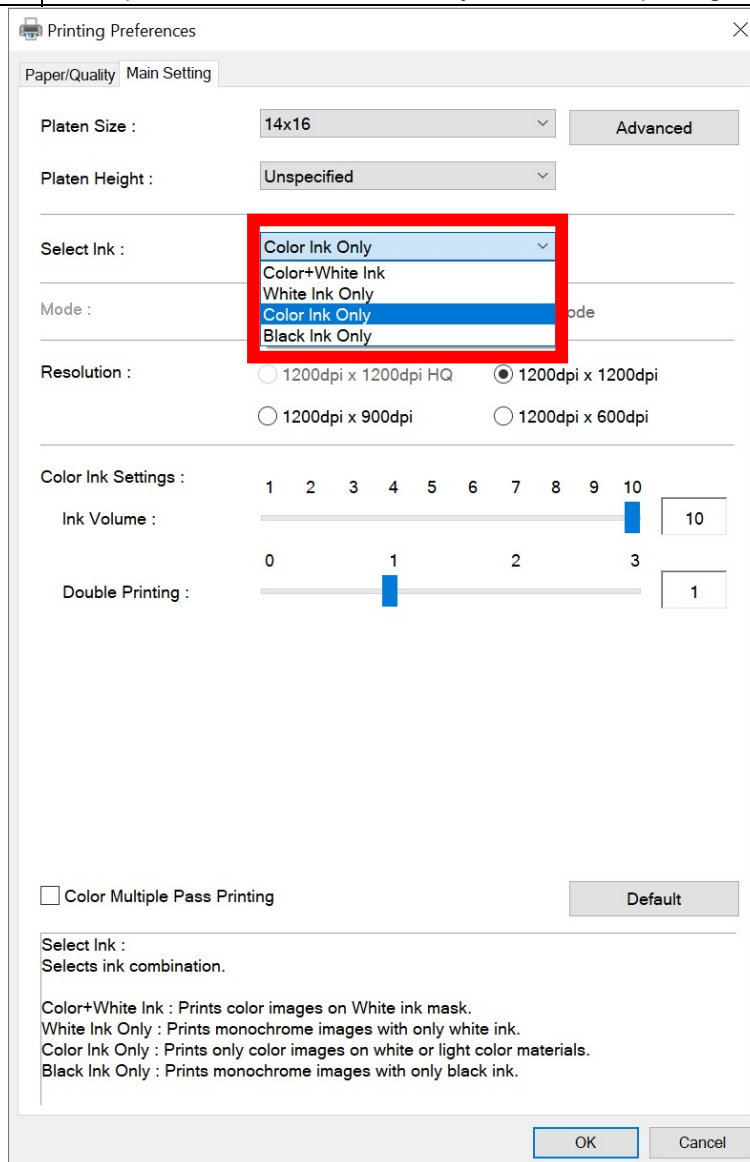 Printing Preferences
Paper/Quality Main Setting
Platen Size : 14x16 Advanced
Platen Height : Unspecified
Select Ink : Color Ink Only
Color+White Ink
White Ink Only
Mode : Color Ink Only ode
Black Ink Only
Resolution : 1200dpi x 1200dpi HQ 1200dpi x 1200dpi
1200dpi x 900dpi 1200dpi x 600dpi
Color Ink Settings :
1 2 3 4 5 6 7 8 9 10
Ink Volume : 10
0 1 2 3
Double Printing : 1
Color Multiple Pass Printing Default
Select Ink :
Selects ink combination.
Color+White Ink : Prints color images on White ink mask.
White Ink Only : Prints monochrome images with only white ink.
Color Ink Only : Prints only color images on white or light color materials.
Black Ink Only : Prints monochrome images with only black ink.
OK Cancel